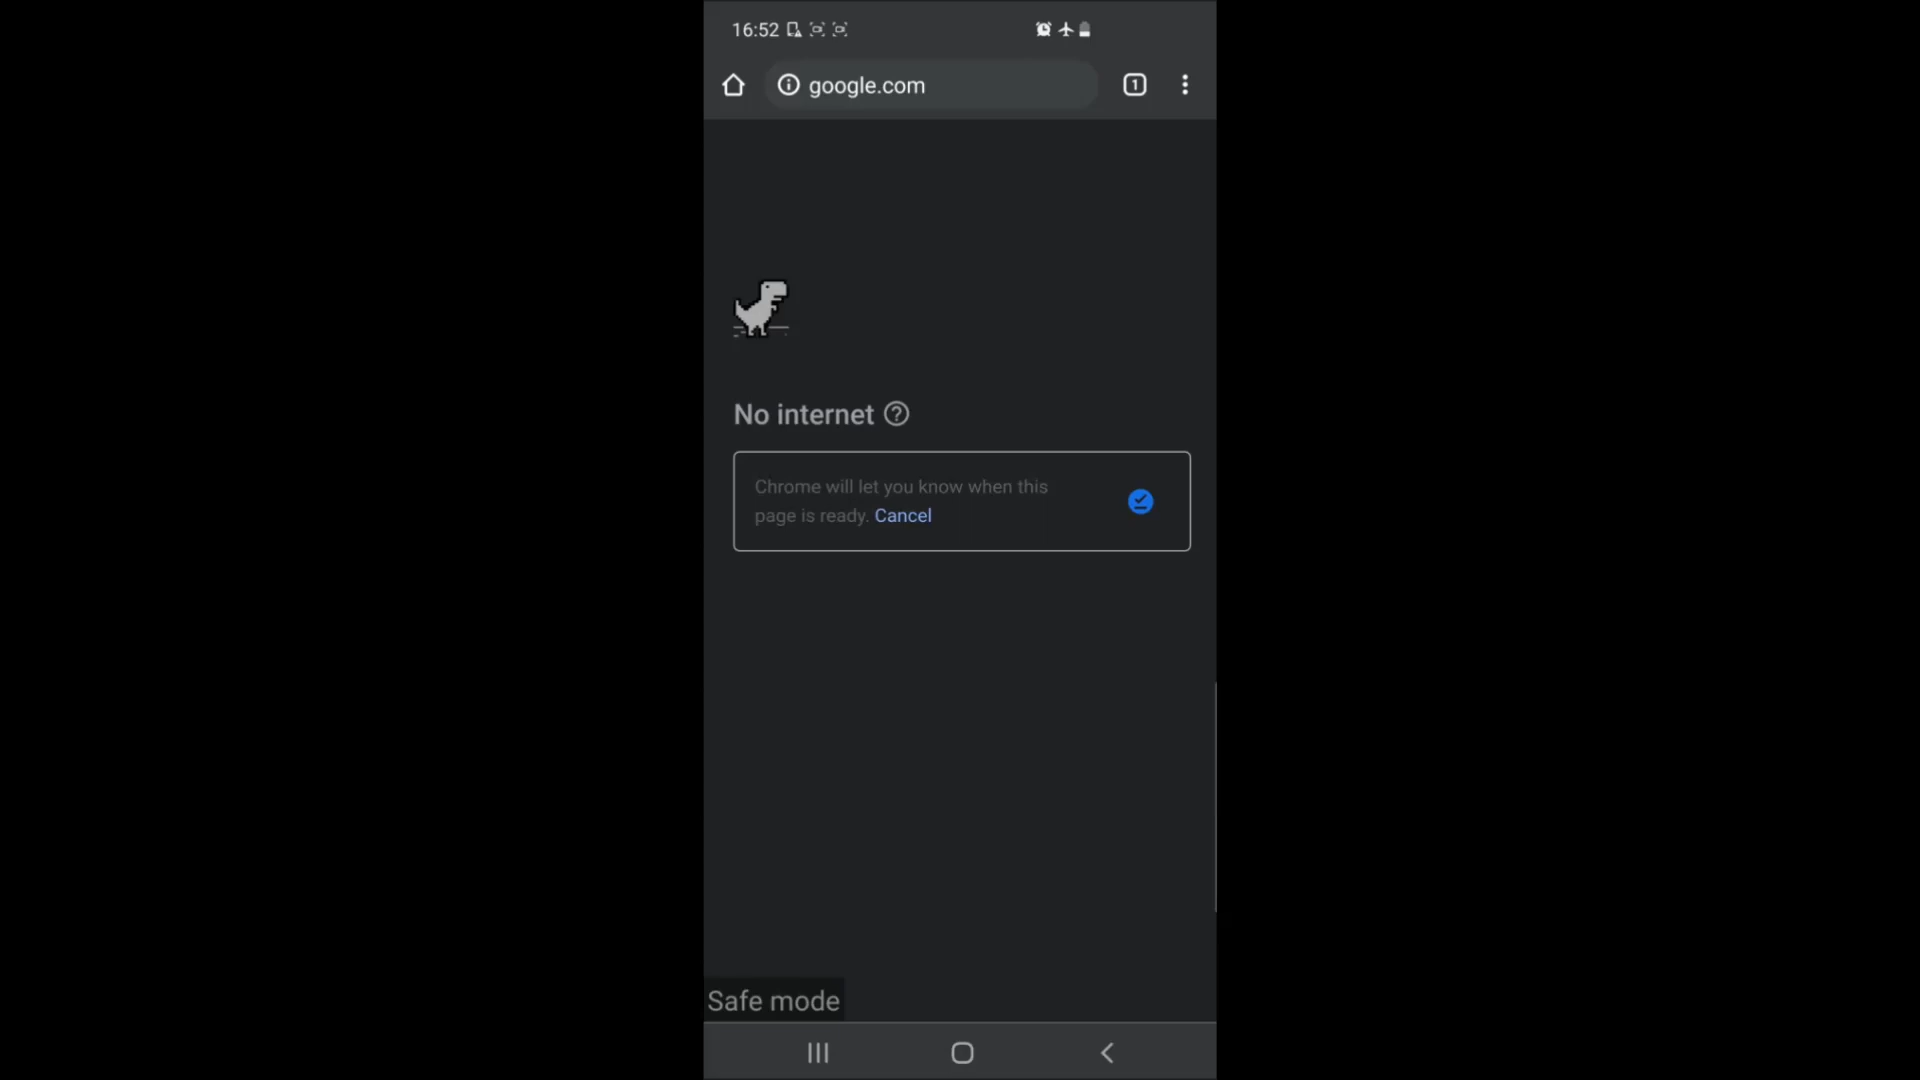 16:52
google.com
1
No internet
Chrome will let you know when this
page is ready. Cancel
Safe mode